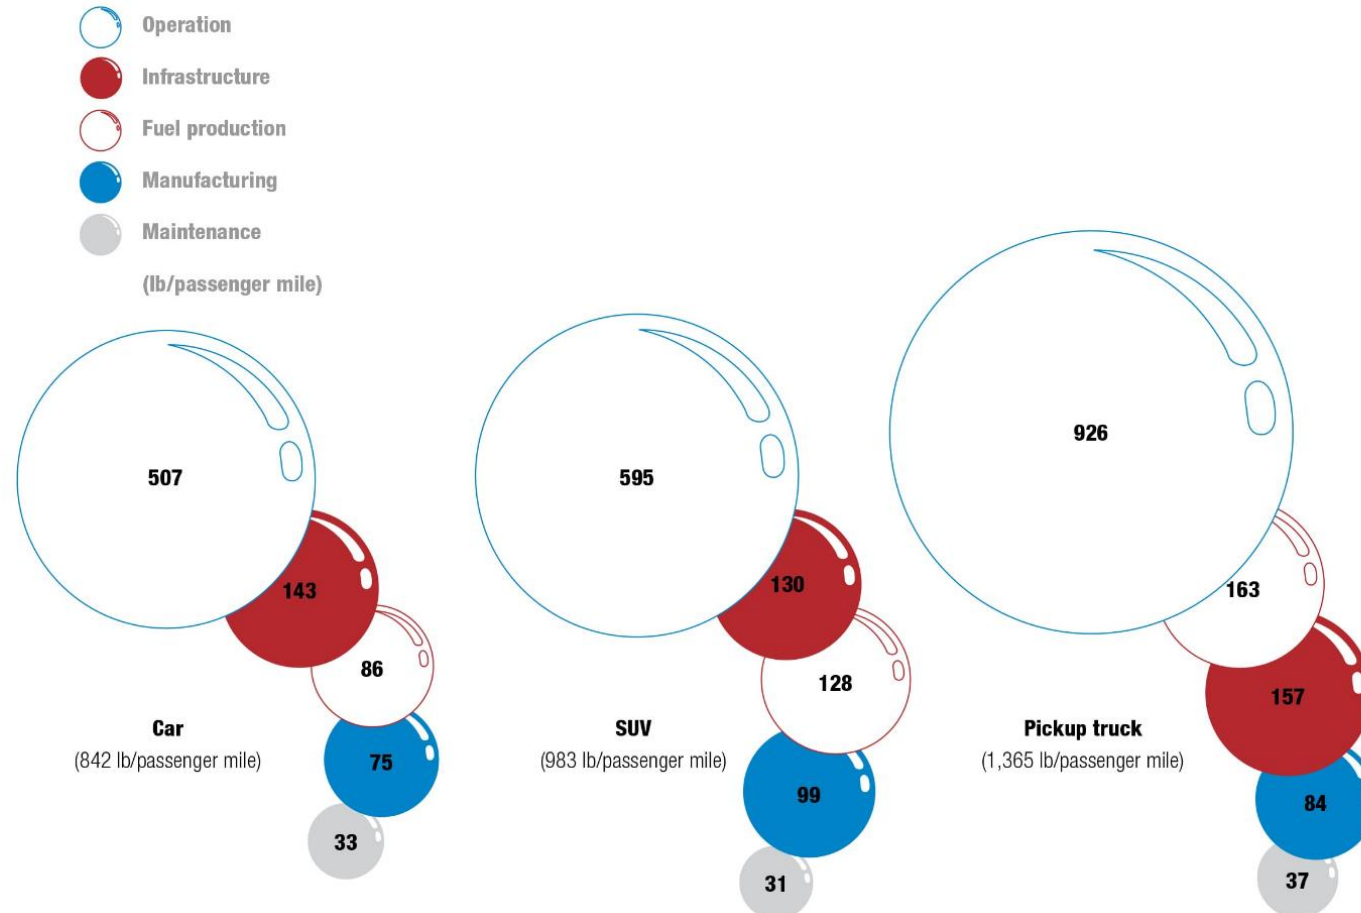 Operation
Infrastructure
Fuel production
Manufacturing
Maintenance
(lb/passenger mile)
507
143
86
75
33
Car
(842 lb/passenger mile)
595
130
128
99
31
SUV
(983 lb/passenger mile)
926
163
157
84
37
Pickup truck
(1,365 lb/passenger mile)